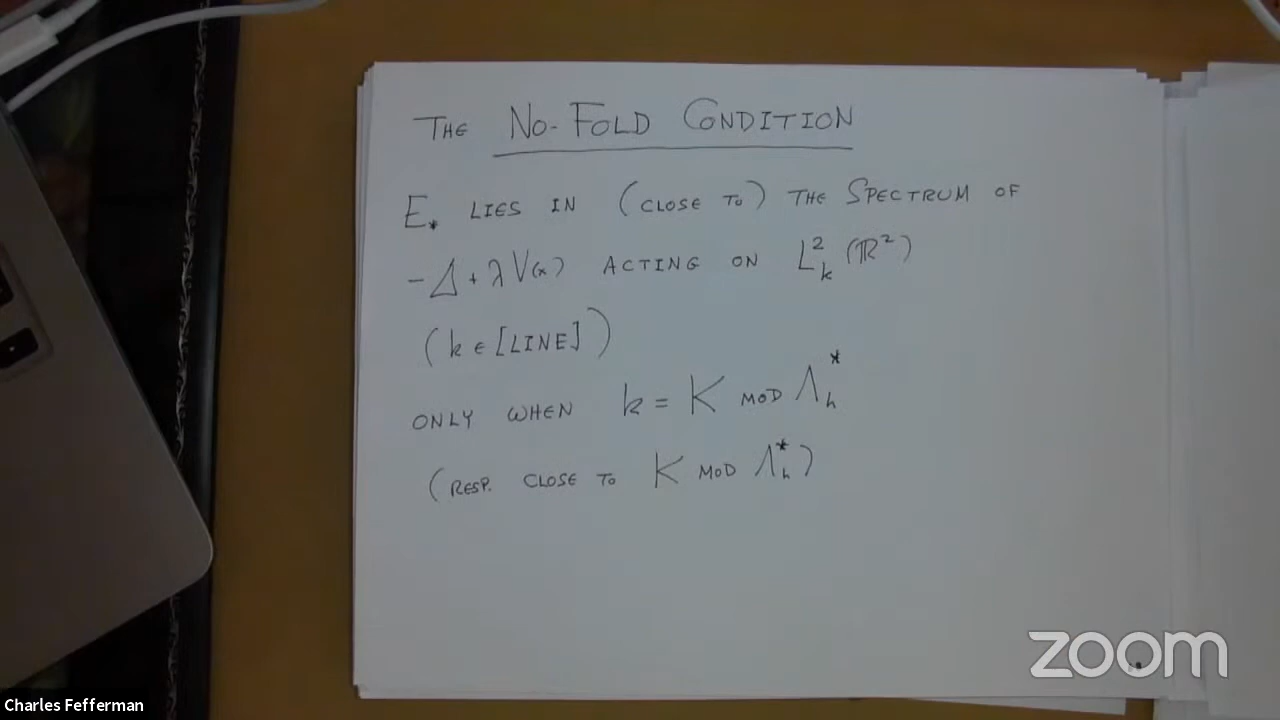 THE NO-FOLD CONDITION
E* LIES IN (CLOSE TO) THE SPECTRUM OF
-Δ + λV(x) ACTING ON L²ₖ(ℝ²)
(k ∈ [LINE])
ONLY WHEN k = K MOD Λₕ*
(RESP. CLOSE TO K MOD Λₕ*)
zoom
Charles Fefferman